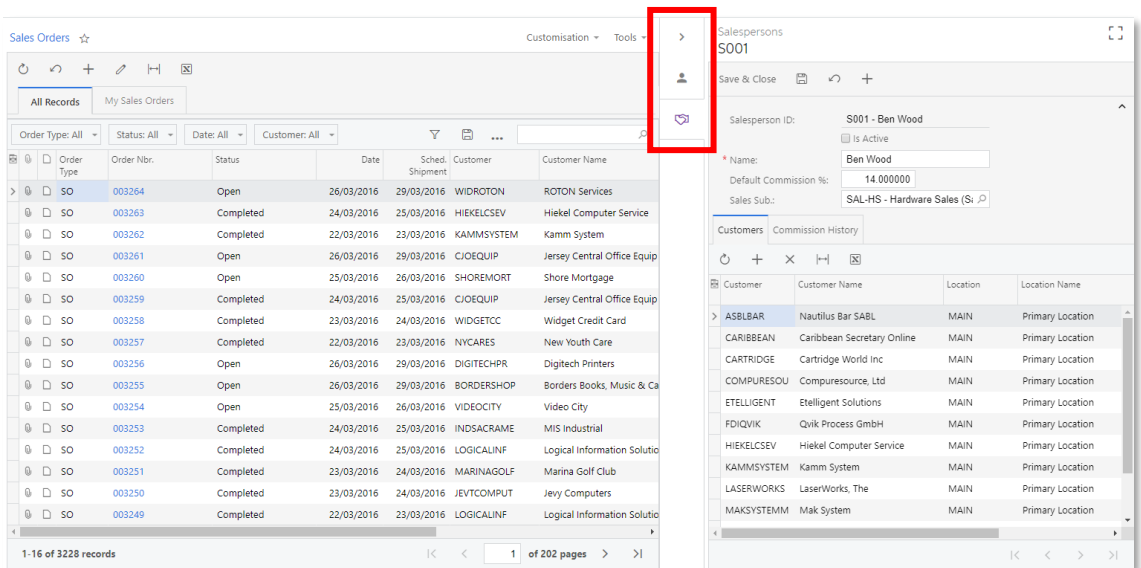 Sales Orders
Customisation Tools
All Records My Sales Orders
Order Type: All Status: All Date: All Customer: All
Order Type Order Nbr. Status Date Sched. Shipment Customer Customer Name
SO 003264 Open 26/03/2016 29/03/2016 WIDROTON ROTON Services
SO 003263 Completed 24/03/2016 25/03/2016 HIEKELCSEV Hiekel Computer Service
SO 003262 Completed 22/03/2016 23/03/2016 KAMMSYSTEM Kamm System
SO 003261 Open 26/03/2016 29/03/2016 CJOEQUIP Jersey Central Office Equip
SO 003260 Open 25/03/2016 26/03/2016 SHOREMORT Shore Mortgage
SO 003259 Completed 24/03/2016 25/03/2016 CJOEQUIP Jersey Central Office Equip
SO 003258 Completed 23/03/2016 24/03/2016 WIDGETCC Widget Credit Card
SO 003257 Completed 22/03/2016 23/03/2016 NYCARES New Youth Care
SO 003256 Open 26/03/2016 29/03/2016 DIGITECHPR Digitech Printers
SO 003255 Open 26/03/2016 29/03/2016 BORDERSHOP Borders Books, Music & Ca
SO 003254 Open 25/03/2016 26/03/2016 VIDEOCITY Video City
SO 003253 Completed 24/03/2016 25/03/2016 INDSACRAME MIS Industrial
SO 003252 Completed 24/03/2016 25/03/2016 LOGICALINF Logical Information Solutio
SO 003251 Completed 23/03/2016 24/03/2016 MARINAGOLF Marina Golf Club
SO 003250 Completed 23/03/2016 24/03/2016 JEVTCOMPUT Jevy Computers
SO 003249 Completed 22/03/2016 23/03/2016 LOGICALINF Logical Information Solutio
1-16 of 3228 records 1 of 202 pages
Salespersons
S001
Save & Close
Salesperson ID: S001 - Ben Wood
Is Active
* Name: Ben Wood
Default Commission %: 14.000000
Sales Sub.: SAL-HS - Hardware Sales (Sa
Customers Commission History
Customer Customer Name Location Location Name
ASBLBAR Nautilus Bar SABL MAIN Primary Location
CARIBBEAN Caribbean Secretary Online MAIN Primary Location
CARTRIDGE Cartridge World Inc MAIN Primary Location
COMPURESOU Compuresource, Ltd MAIN Primary Location
ETELLIGENT Etelligent Solutions MAIN Primary Location
FDIQVIK Qvik Process GmbH MAIN Primary Location
HIEKELCSEV Hiekel Computer Service MAIN Primary Location
KAMMSYSTEM Kamm System MAIN Primary Location
LASERWORKS LaserWorks, The MAIN Primary Location
MAKSYSTEMM Mak System MAIN Primary Location